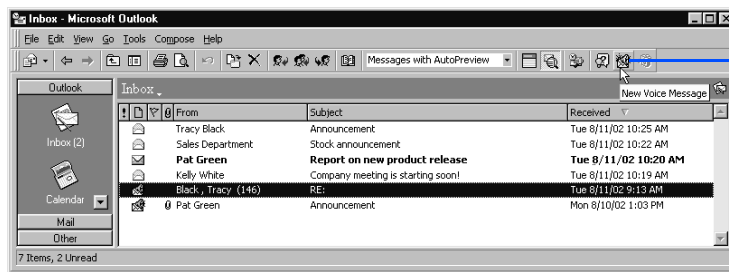 Inbox - Microsoft Outlook
File Edit View Go Tools Compose Help
Messages with AutoPreview
Outlook
Inbox
New Voice Message
! From Subject Received
Tracy Black Announcement Tue 8/11/02 10:25 AM
Inbox (2)
Sales Department Stock announcement Tue 8/11/02 10:22 AM
Pat Green Report on new product release Tue 8/11/02 10:20 AM
Kelly White Company meeting is starting soon! Tue 8/11/02 10:19 AM
Black , Tracy (146) RE: Tue 8/11/02 9:13 AM
Calendar
Pat Green Announcement Mon 8/10/02 1:03 PM
Mail
Other
7 Items, 2 Unread